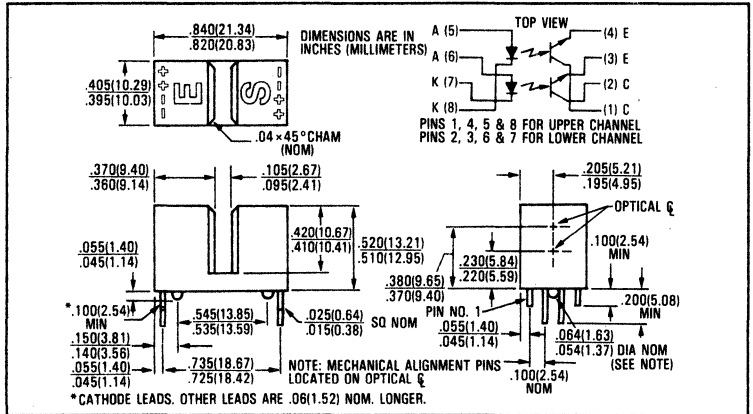 .840(21.34)
.820(20.83)
DIMENSIONS ARE IN
INCHES (MILLIMETERS)
.405(10.29)
.395(10.03)
E
S
.04×45°CHAM
(NOM)
TOP VIEW
A (5)
A (6)
K (7)
K (8)
(4) E
(3) E
(2) C
(1) C
PINS 1, 4, 5 & 8 FOR UPPER CHANNEL
PINS 2, 3, 6 & 7 FOR LOWER CHANNEL
.370(9.40)
.360(9.14)
.105(2.67)
.095(2.41)
.420(10.67)
.410(10.41)
.520(13.21)
.510(12.95)
.055(1.40)
.045(1.14)
*.100(2.54)
MIN
.545(13.85)
.535(13.59)
.025(0.64)
.015(0.38)
SQ NOM
.150(3.81)
.140(3.56)
.055(1.40)
.045(1.14)
.735(18.67)
.725(18.42)
.205(5.21)
.195(4.95)
OPTICAL ℄
.100(2.54)
MIN
.230(5.84)
.220(5.59)
.380(9.65)
.370(9.40)
.200(5.08)
MIN
PIN NO. 1
.055(1.40)
.045(1.14)
.064(1.63)
.054(1.37)
DIA NOM
(SEE NOTE)
.100(2.54)
NOM
NOTE: MECHANICAL ALIGNMENT PINS
LOCATED ON OPTICAL ℄
*CATHODE LEADS. OTHER LEADS ARE .06(1.52) NOM. LONGER.